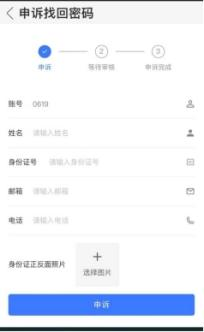 申诉找回密码
1 2 3
申诉 等待审核 申诉完成
账号 0619
姓名 请输入姓名
身份证号 请输入身份证号
邮箱 请输入邮箱
电话 请输入电话
身份证正反面照片
选择图片
申诉